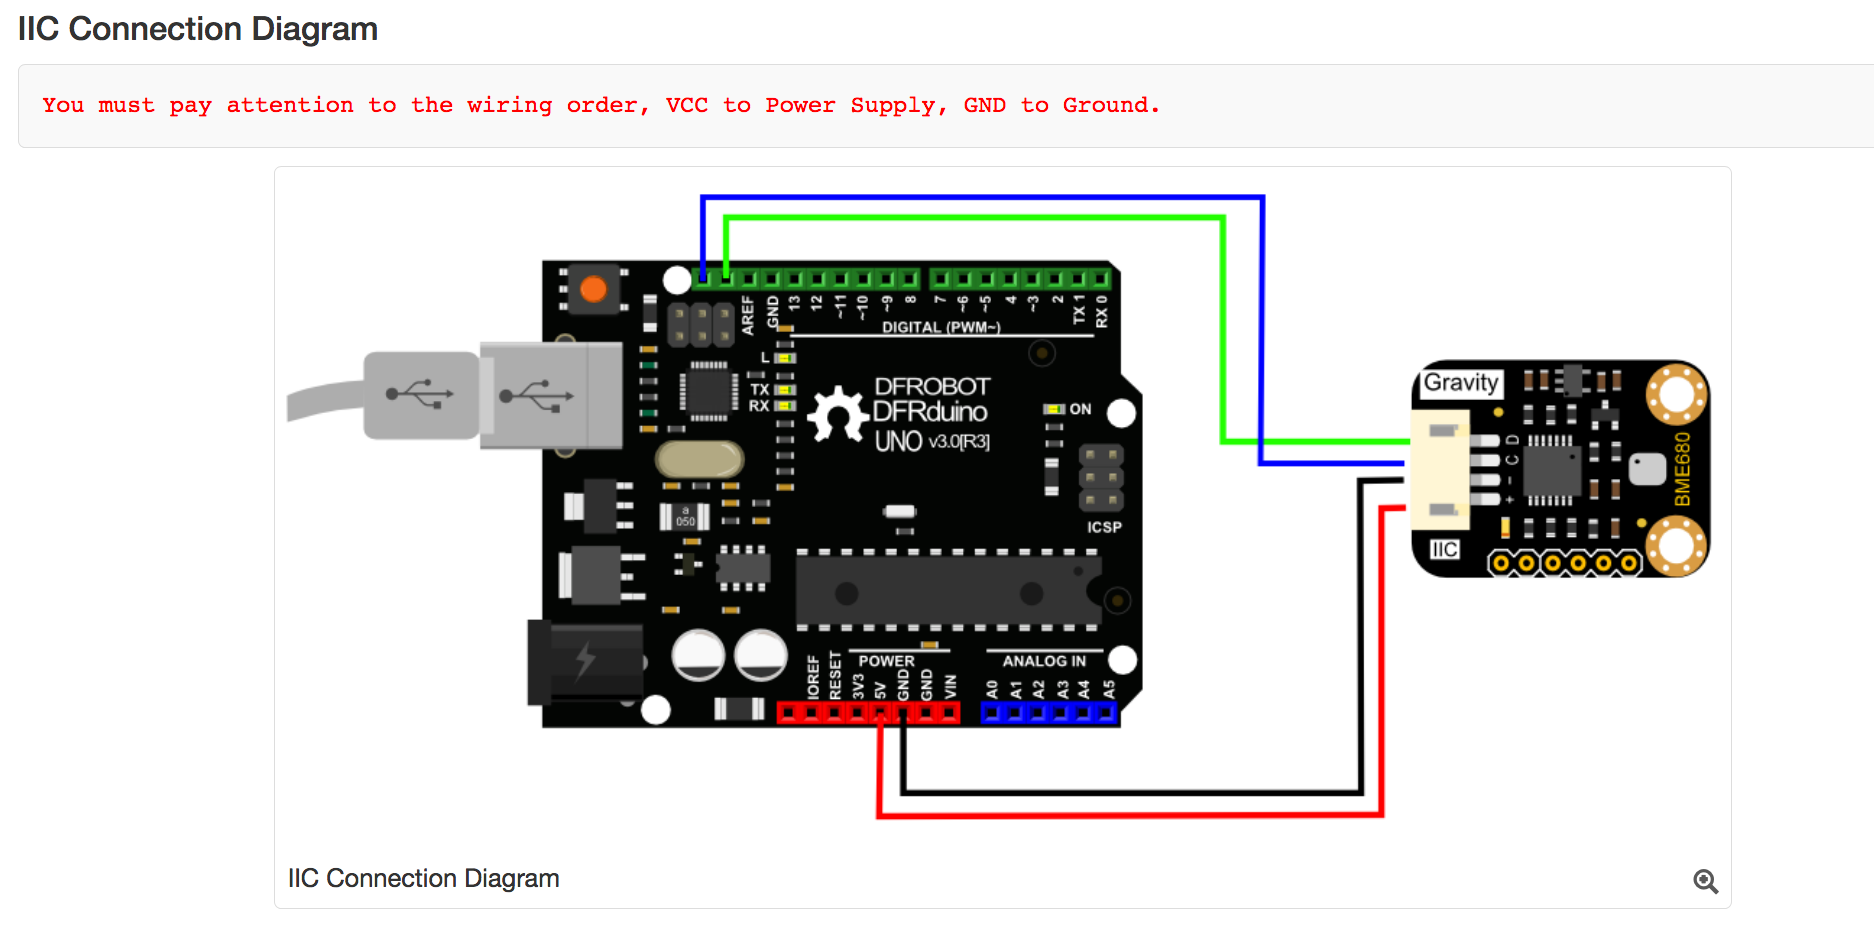 IIC Connection Diagram
You must pay attention to the wiring order, VCC to Power Supply, GND to Ground.
AREF
GND
13
12
~11
~10
~9
8
7
~6
~5
4
~3
2
TX 1
RX 0
DIGITAL (PWM~)
L
TX
RX
DFROBOT
DFRduino
UNO v3.0[R3]
ON
ICSP
a
050
Gravity
D
C
-
+
IIC
BME680
IOREF
RESET
3V3
5V
GND
GND
VIN
POWER
ANALOG IN
A0
A1
A2
A3
A4
A5
IIC Connection Diagram